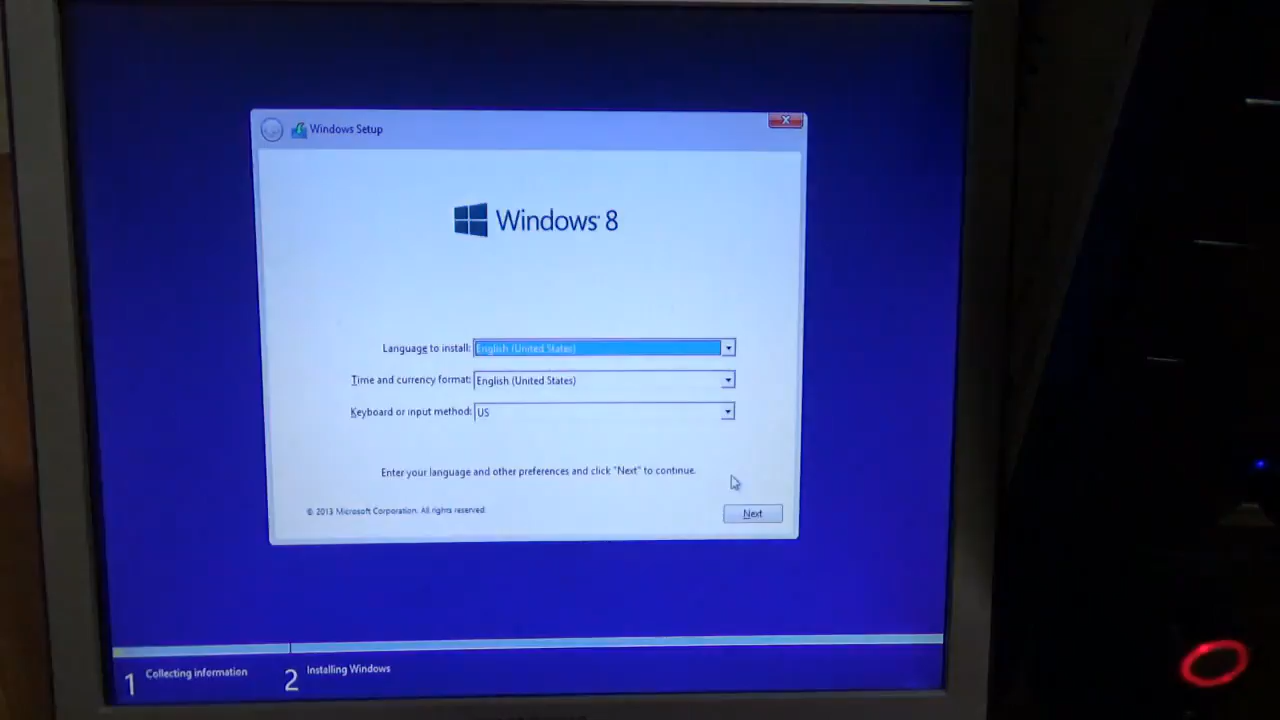 Windows Setup
Windows 8
Language to install: English (United States)
Time and currency format: English (United States)
Keyboard or input method: US
Enter your language and other preferences and click "Next" to continue.
© 2013 Microsoft Corporation. All rights reserved.
Next
1 Collecting information
2 Installing Windows